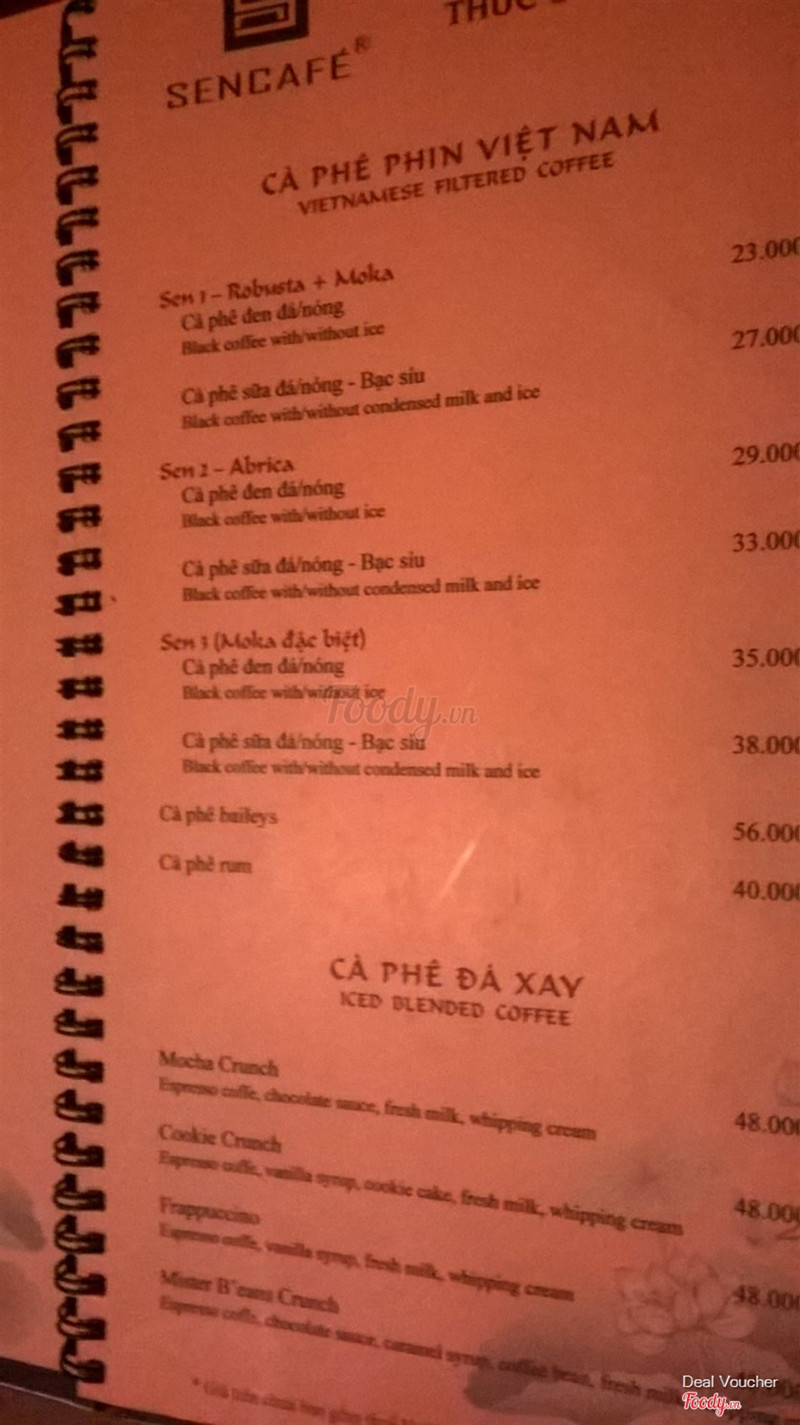 SENCAFÉ®
CÀ PHÊ PHIN VIỆT NAM
VIETNAMESE FILTERED COFFEE
Sen 1 – Robusta + Moka
Cà phê đen đá/nóng 23.000
Black coffee with/without ice
Cà phê sữa đá/nóng - Bạc sỉu 27.000
Black coffee with/without condensed milk and ice
Sen 2 – Abrica
Cà phê đen đá/nóng 29.000
Black coffee with/without ice
Cà phê sữa đá/nóng - Bạc sỉu 33.000
Black coffee with/without condensed milk and ice
Sen 3 (Moka đặc biệt)
Cà phê đen đá/nóng 35.000
Black coffee with/without ice
Cà phê sữa đá/nóng - Bạc sỉu 38.000
Black coffee with/without condensed milk and ice
Cà phê baileys 56.000
Cà phê rum 40.000
Foody.vn
CÀ PHÊ ĐÁ XAY
ICED BLENDED COFFEE
Mocha Crunch 48.000
Espresso coffe, chocolate sauce, fresh milk, whipping cream
Cookie Crunch 48.000
Espresso coffe, vanilla syrup, cookie cake, fresh milk, whipping cream
Frappuccino 48.000
Espresso coffe, vanilla syrup, fresh milk, whipping cream
Mister B'eans Crunch
Espresso coffe, chocolate sauce, caramel syrup, coffee bean, fresh
Deal Voucher
Foody.vn